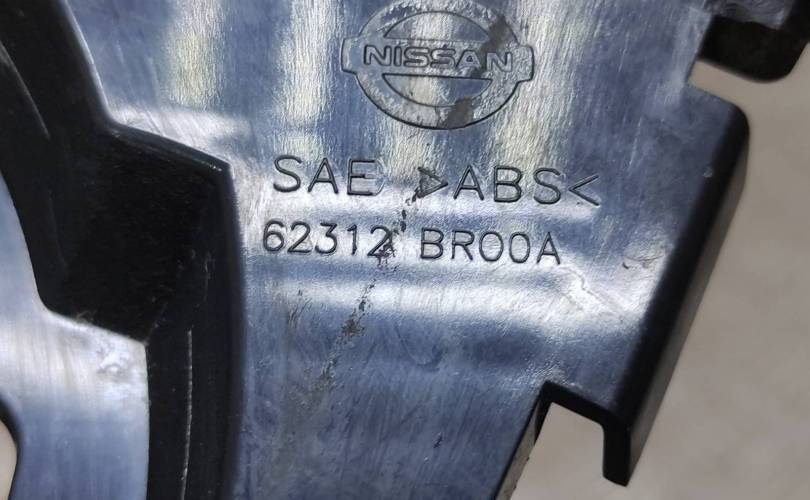 NISSAN
SAE >ABS<
62312 BR00A